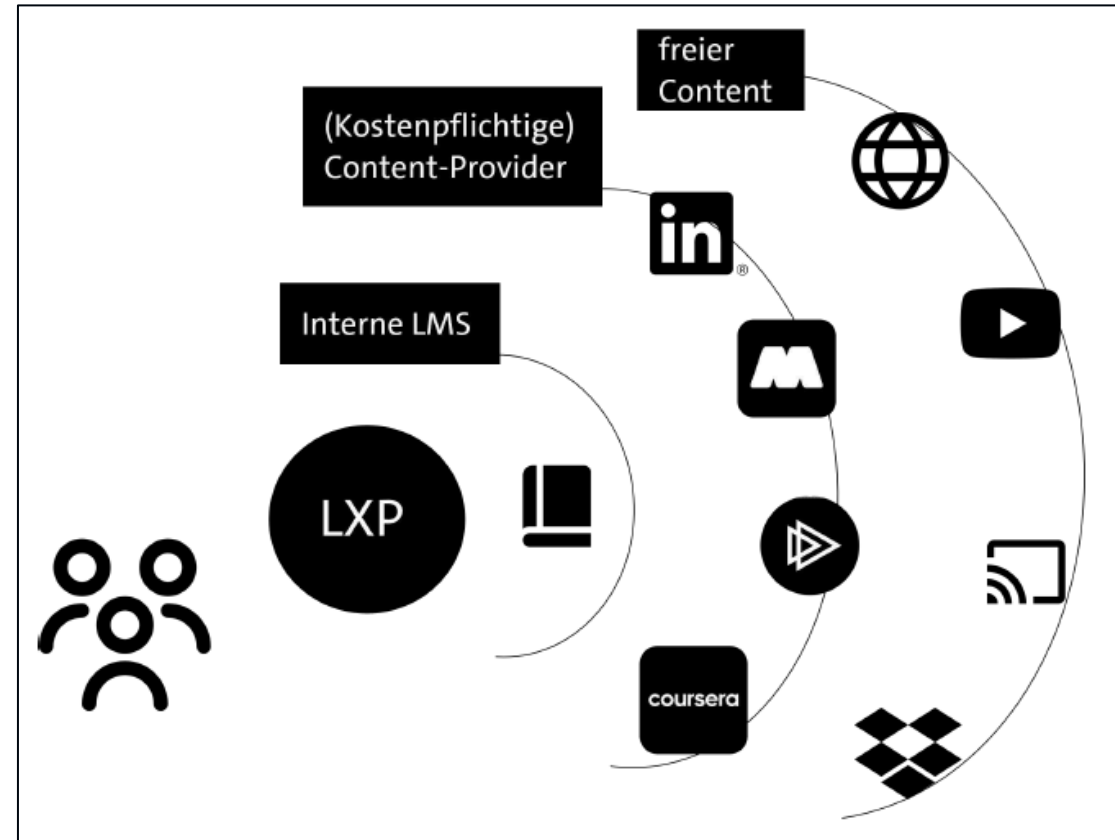 freier
Content
(Kostenpflichtige)
Content-Provider
in
®
Interne LMS
M
LXP
coursera